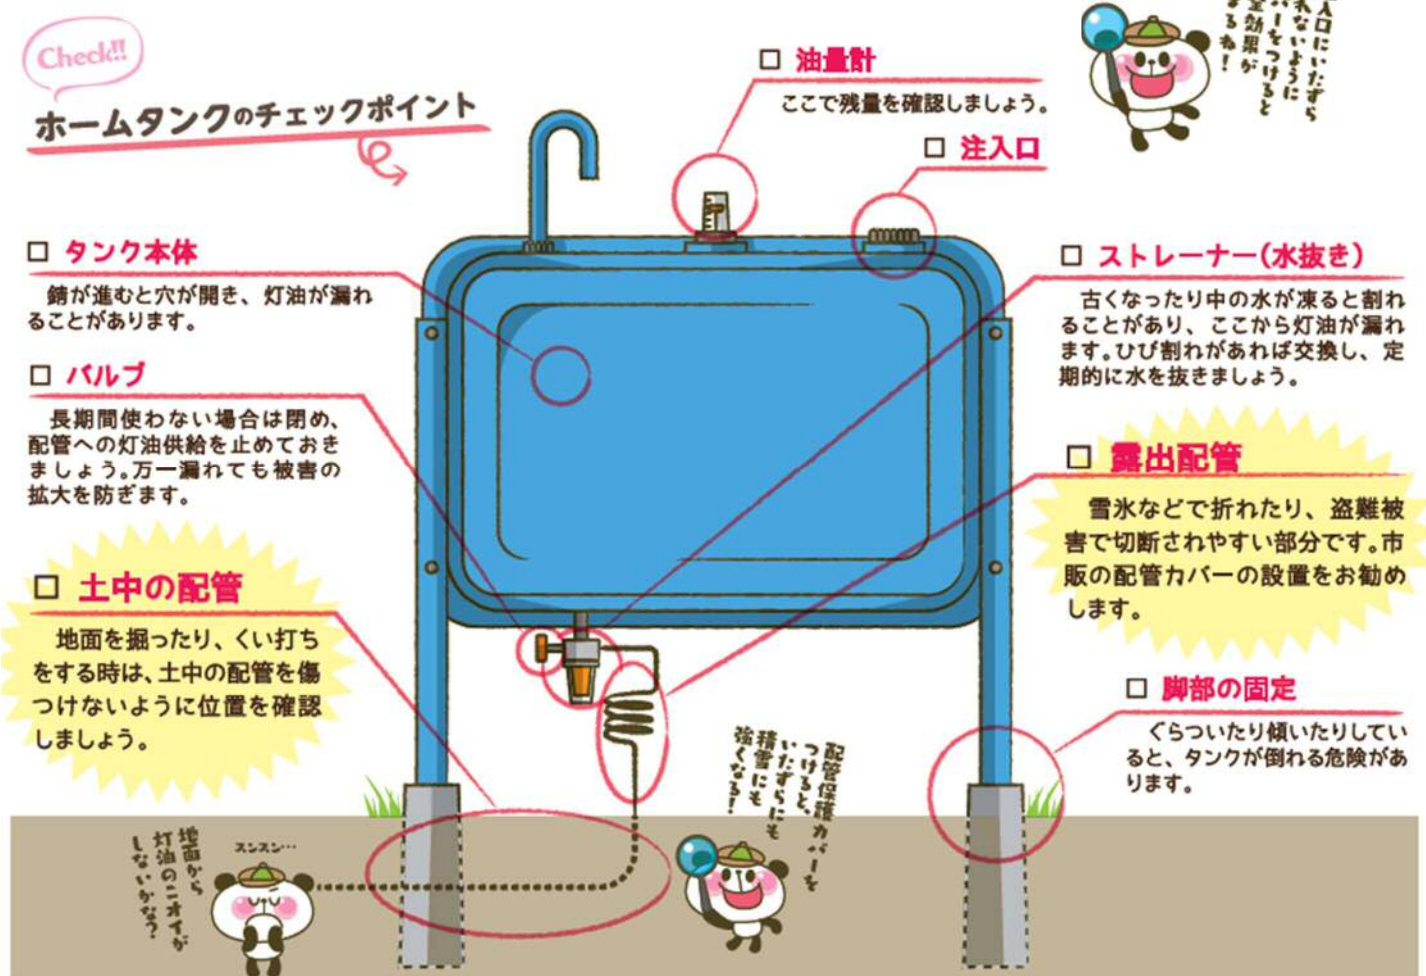 Check!!
ホームタンクのチェックポイント
□ 油量計
ここで残量を確認しましょう。
□ 注入口
入口にいたずら
れないように
バーをつけると
全効果が
まるね!
□ タンク本体
錆が進むと穴が開き、灯油が漏れ
ることがあります。
□ バルブ
長期間使わない場合は閉め、
配管への灯油供給を止めておき
ましょう。万一漏れても被害の
拡大を防ぎます。
□ 土中の配管
地面を掘ったり、くい打ち
をする時は、土中の配管を傷
つけないように位置を確認
しましょう。
□ ストレーナー(水抜き)
古くなったり中の水が凍ると割れ
ることがあり、ここから灯油が漏れ
ます。ひび割れがあれば交換し、定
期的に水を抜きましょう。
□ 露出配管
雪氷などで折れたり、盗難被
害で切断されやすい部分です。市
販の配管カバーの設置をお勧め
します。
□ 脚部の固定
ぐらついたり傾いたりしてい
ると、タンクが倒れる危険があ
ります。
配管保護カバーを
つけると、
いたずらにも
積雪にも
強くなる!
スンスン…
地面から
灯油のニオイが
しないかな?